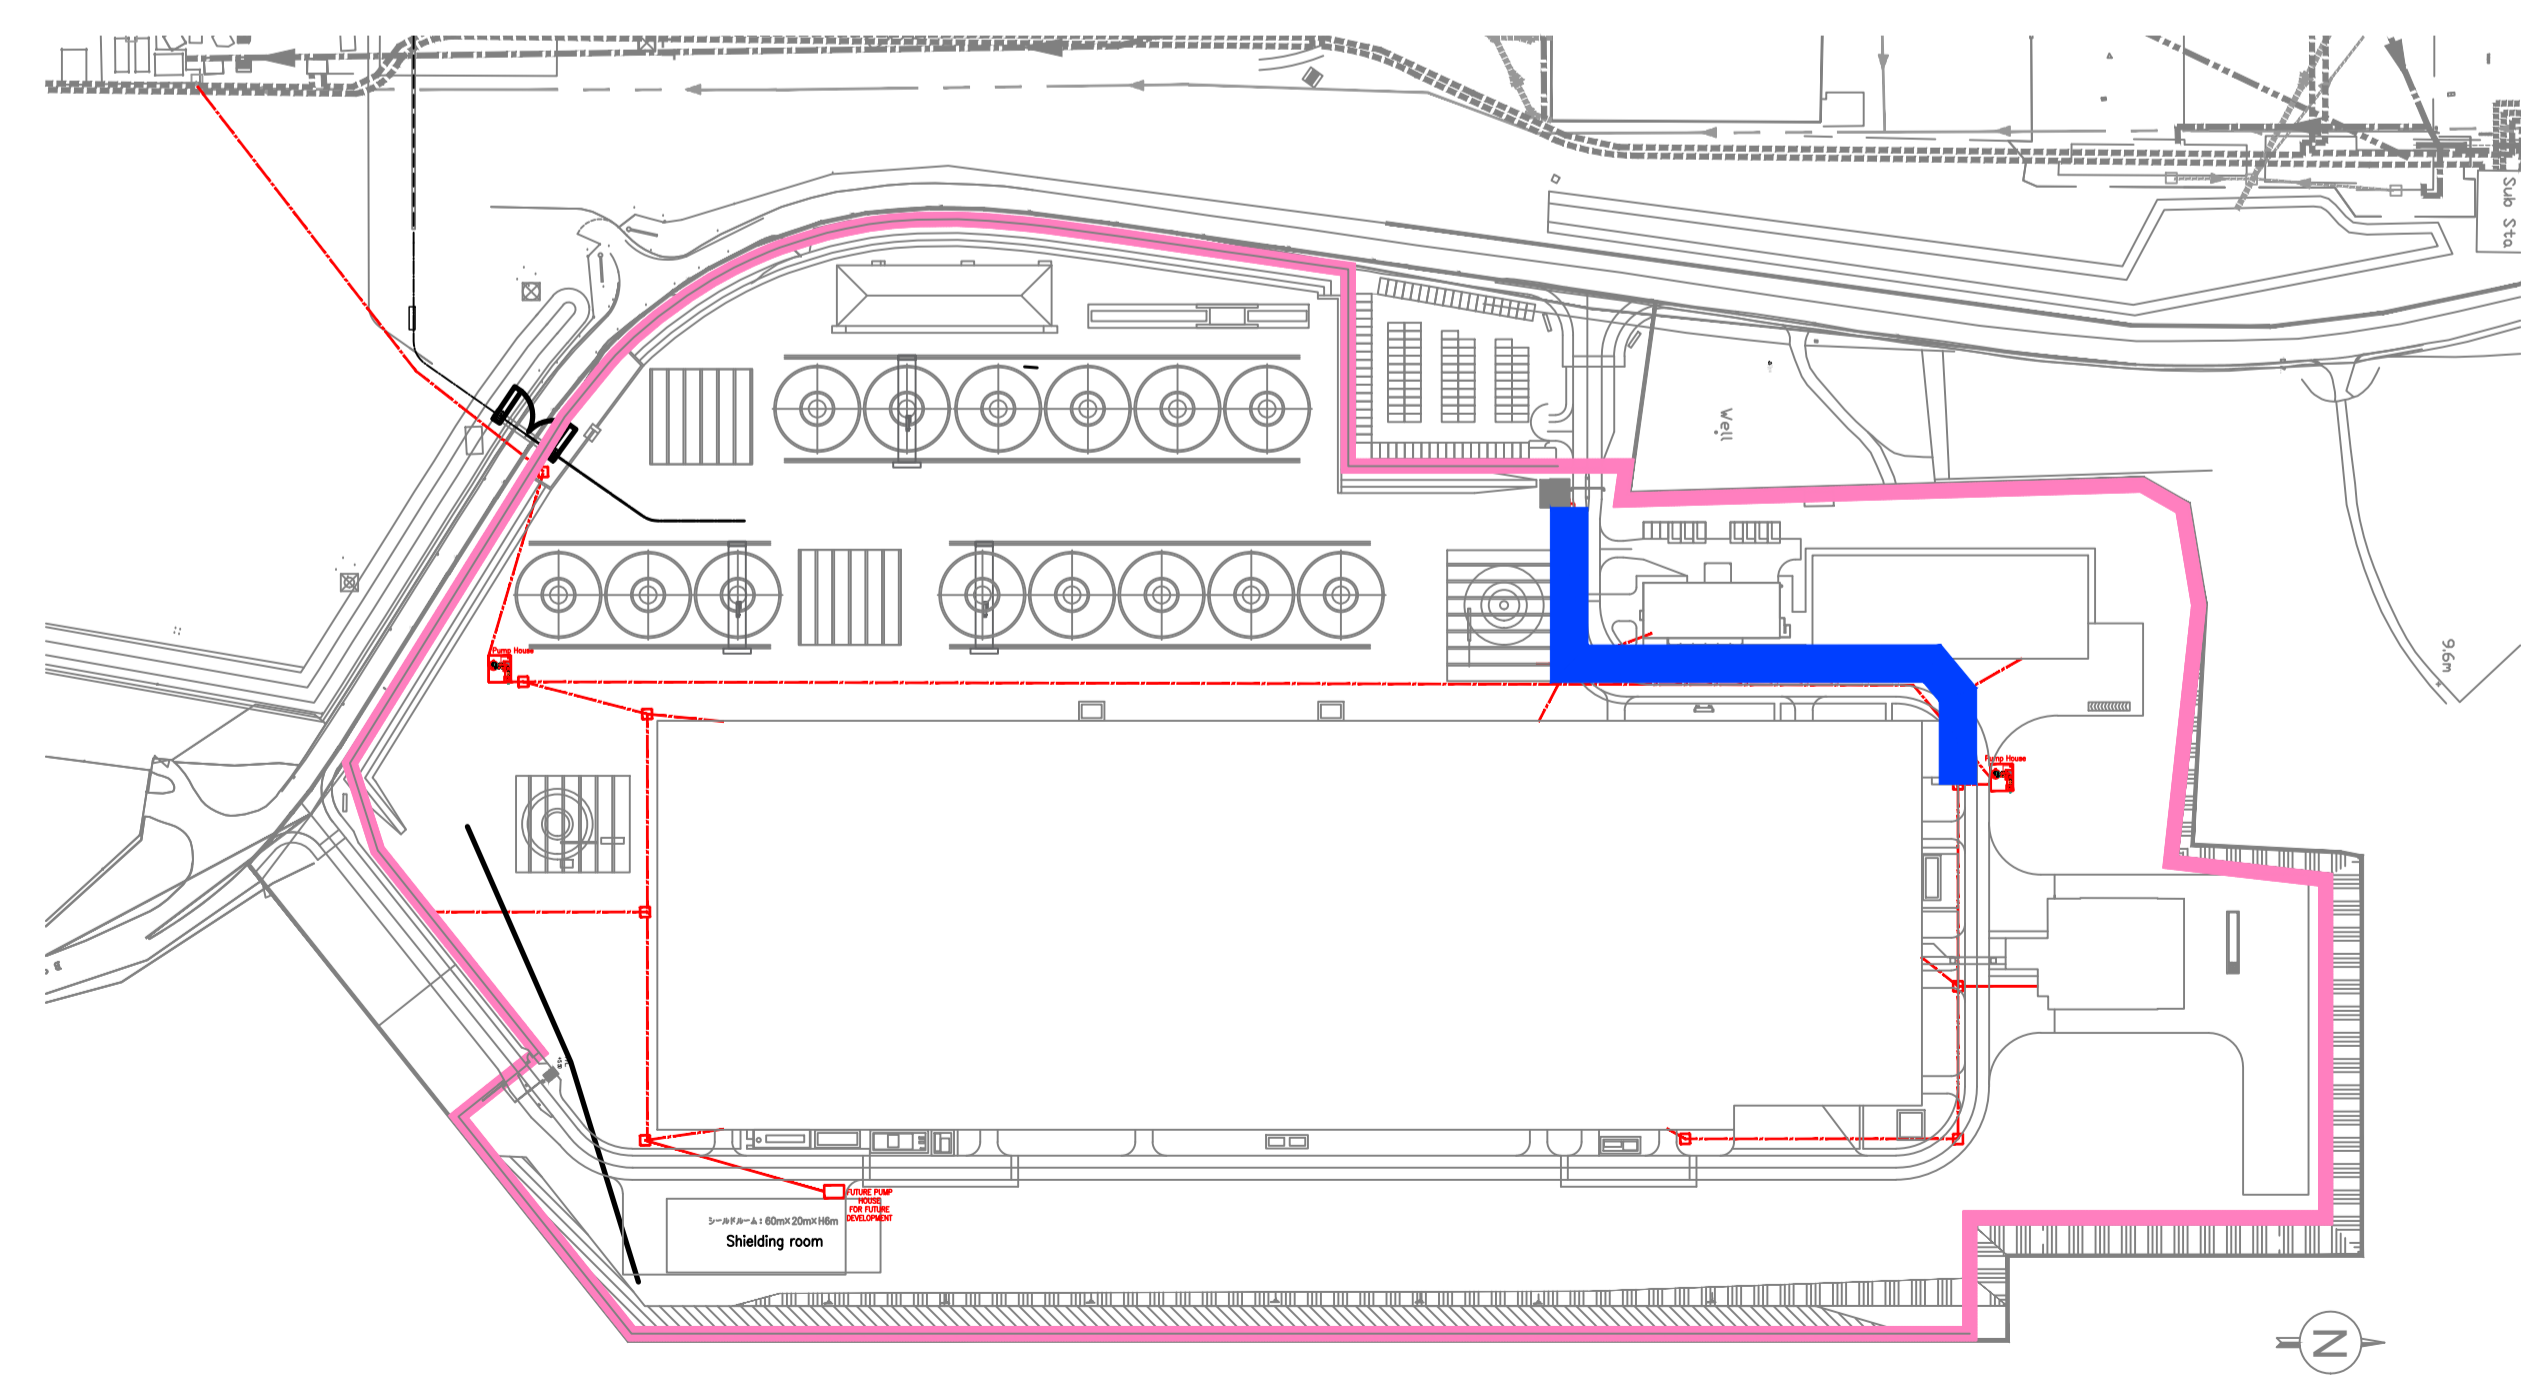 Sub Sta
Well
9.6m
Pump House
Pump House
FUTURE PUMP
HOUSE
FOR FUTURE
DEVELOPMENT
シールドルーム：60m×20m×H6m
Shielding room
N